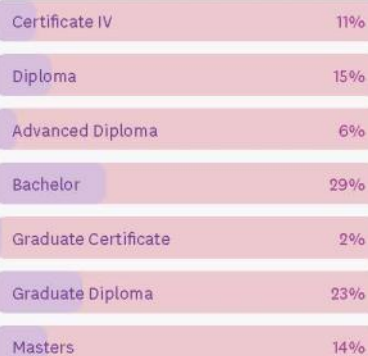 Certificate IV 11%
Diploma 15%
Advanced Diploma 6%
Bachelor 29%
Graduate Certificate 2%
Graduate Diploma 23%
Masters 14%